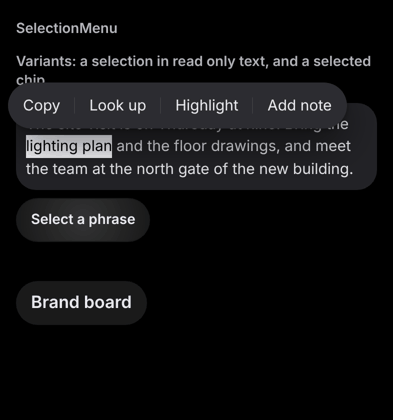 SelectionMenu
Variants: a selection in read only text, and a selected
chip
Copy Look up Highlight Add note
the
lighting plan and the floor drawings, and meet
the team at the north gate of the new building.
Select a phrase
Brand board